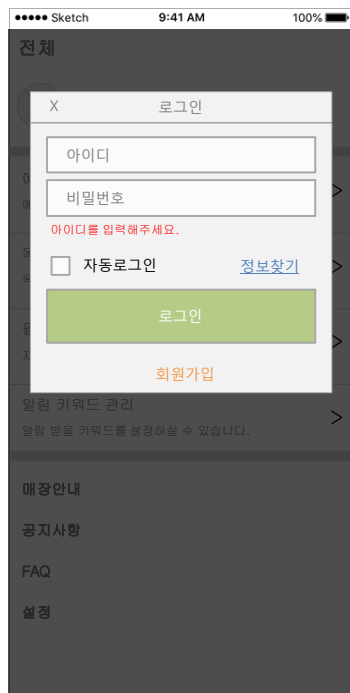 Sketch 9:41 AM 100%
전체
X 로그인
아이디
비밀번호
아이디를 입력해주세요.
자동로그인 정보찾기
로그인
회원가입
알림 키워드 관리
알림 받을 키워드를 설정하실 수 있습니다.
매장안내
공지사항
FAQ
설정